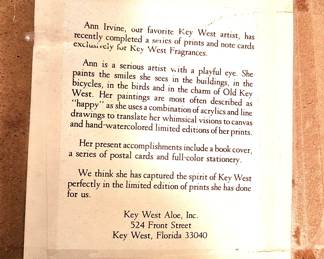 Ann Irvine, our favorite Key West artist, has
recently completed a series of prints and note cards
exclusively for Key West Fragrances.
Ann is a serious artist with a playful eye. She
paints the smiles she sees in the buildings, in the
bicycles, in the birds and in the charm of Old Key
West. Her paintings are most often described as
"happy" as she uses a combination of acrylics and line
drawings to translate her whimsical visions to canvas
and hand-watercolored limited editions of her prints.
Her present accomplishments include a book cover,
a series of postal cards and full-color stationery.
We think she has captured the spirit of Key West
perfectly in the limited edition of prints she has done
for us.
Key West Aloe, Inc.
524 Front Street
Key West, Florida 33040